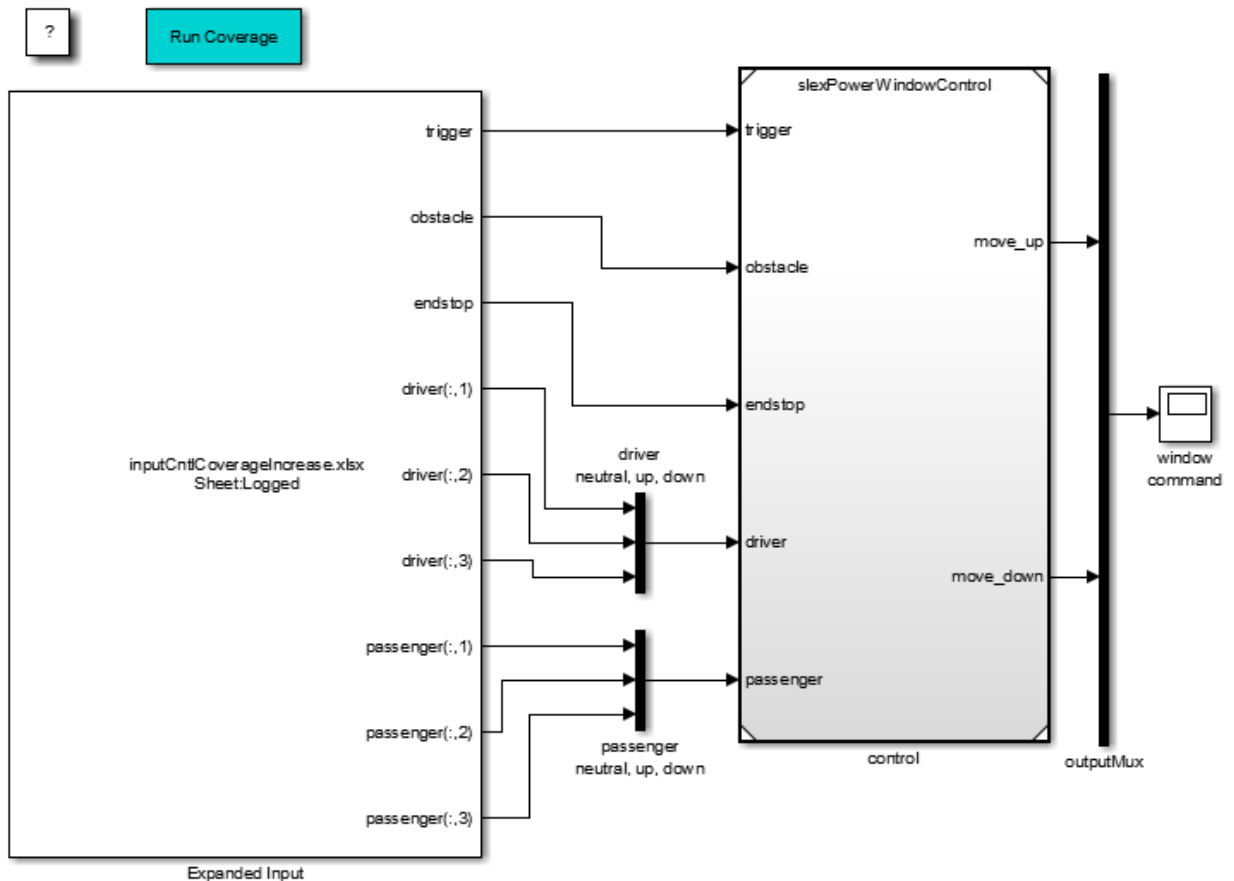 ?
Run Coverage
trigger
obstacle
endstop
driver(:,1)
driver(:,2)
driver(:,3)
passenger(:,1)
passenger(:,2)
passenger(:,3)
inputCntlCoverageIncrease.xlsx
Sheet:Logged
Expanded Input
driver
neutral, up, down
passenger
neutral, up, down
slexPowerWindowControl
trigger
obstacle
endstop
driver
passenger
move_up
move_down
control
outputMux
window
command